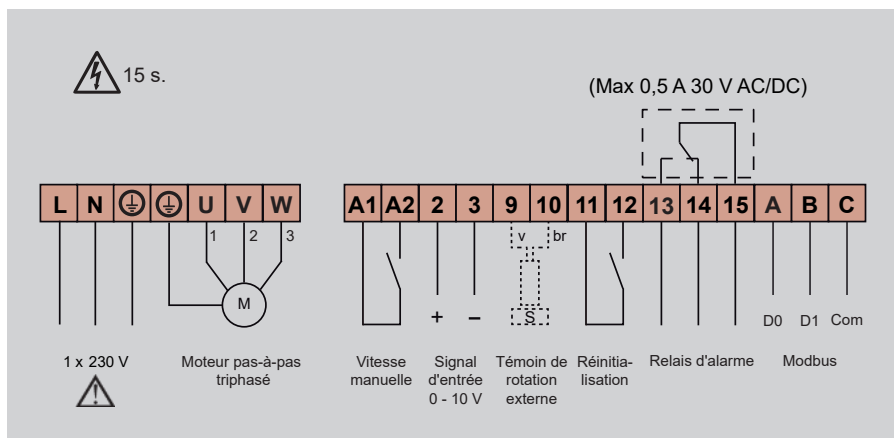 15 s.
(Max 0,5 A 30 V AC/DC)
L N U V W
A1 A2 2 3 9 10 11 12 13 14 15 A B C
1 2 3
v br
M
+ –
S
D0 D1 Com
1 x 230 V
Moteur pas-à-pas
triphasé
Vitesse
manuelle
Signal
d'entrée
0 - 10 V
Témoin de
rotation
externe
Réinitia-
lisation
Relais d'alarme
Modbus